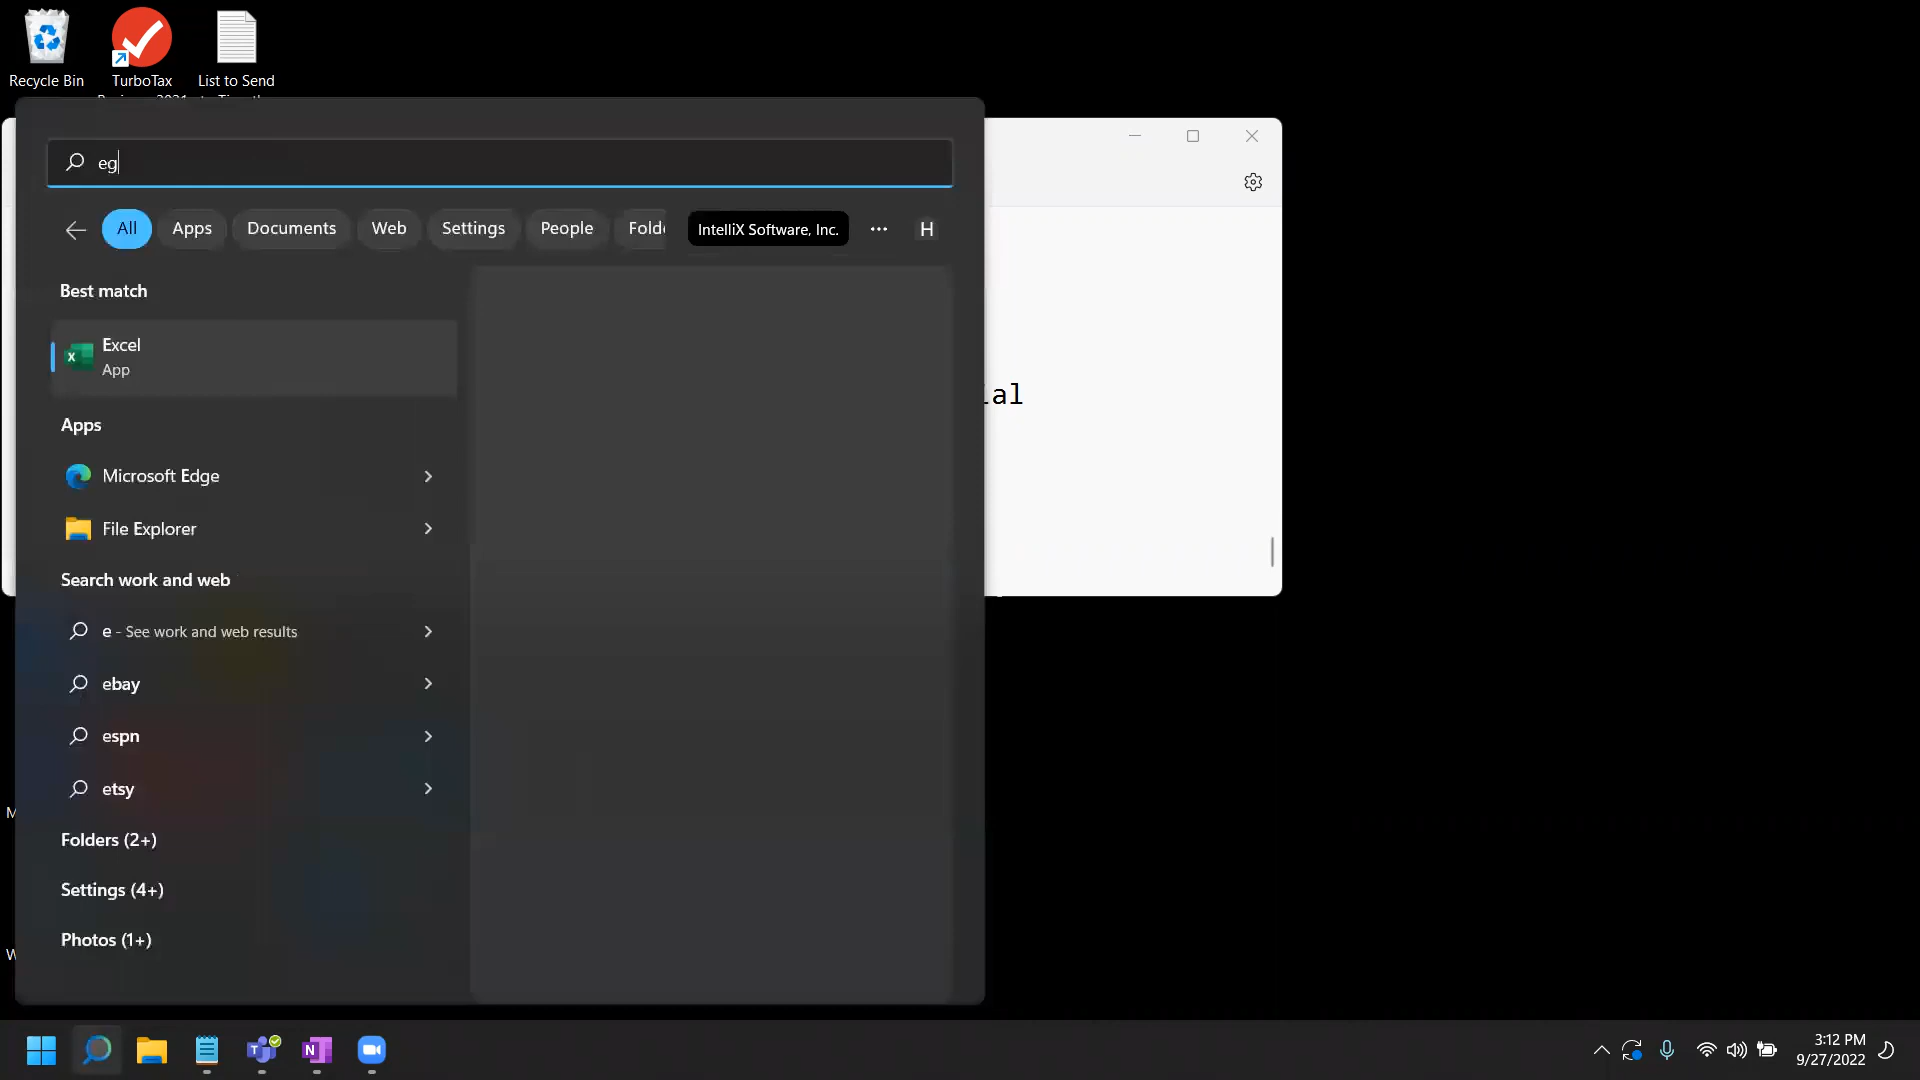 Recycle Bin
TurboTax
List to Send
eg
All
Apps
Documents
Web
Settings
People
Folde
IntelliX Software, Inc.
H
Best match
Excel
App
ial
Apps
Microsoft Edge
File Explorer
Search work and web
e - See work and web results
ebay
espn
etsy
Folders (2+)
Settings (4+)
Photos (1+)
3:12 PM
9/27/2022